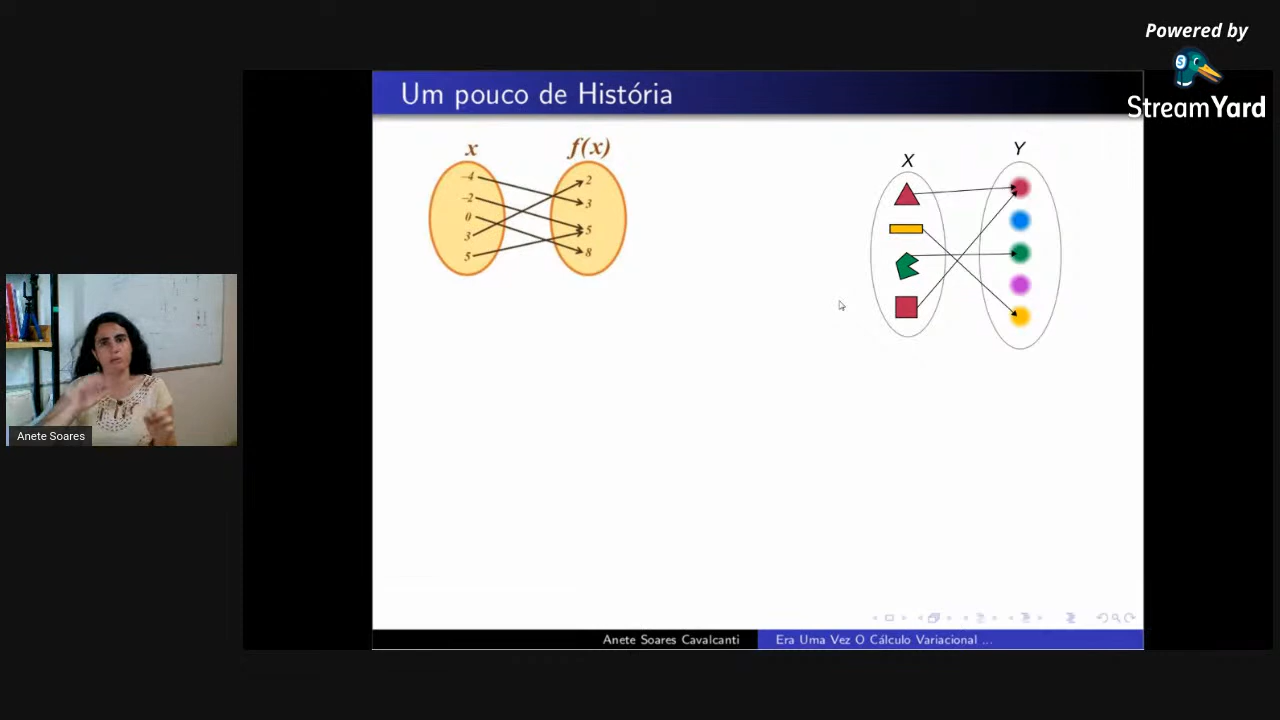 Powered by
StreamYard
Um pouco de História
x
f(x)
-4
-2
0
3
5
2
3
5
8
X
Y
Anete Soares
Anete Soares Cavalcanti
Era Uma Vez O Cálculo Variacional ...